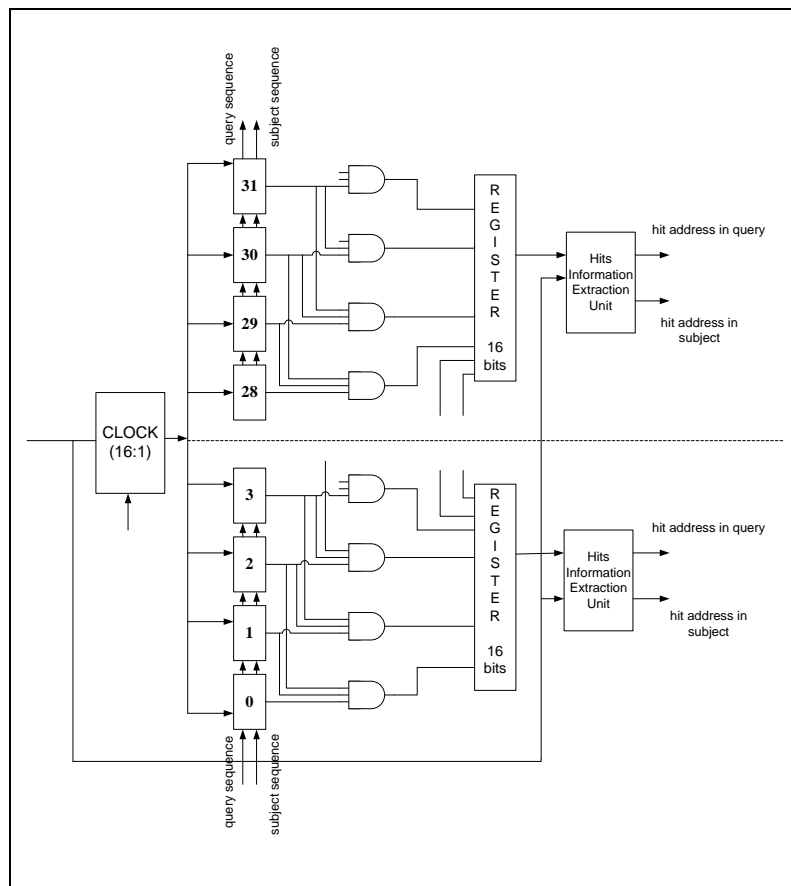 query sequence
subject sequence
31
30
29
28
R
E
G
I
S
T
E
R
16
bits
Hits
Information
Extraction
Unit
hit address in query
hit address in
subject
CLOCK
(16:1)
3
2
1
0
R
E
G
I
S
T
E
R
16
bits
Hits
Information
Extraction
Unit
hit address in query
hit address in
subject
query sequence
subject sequence